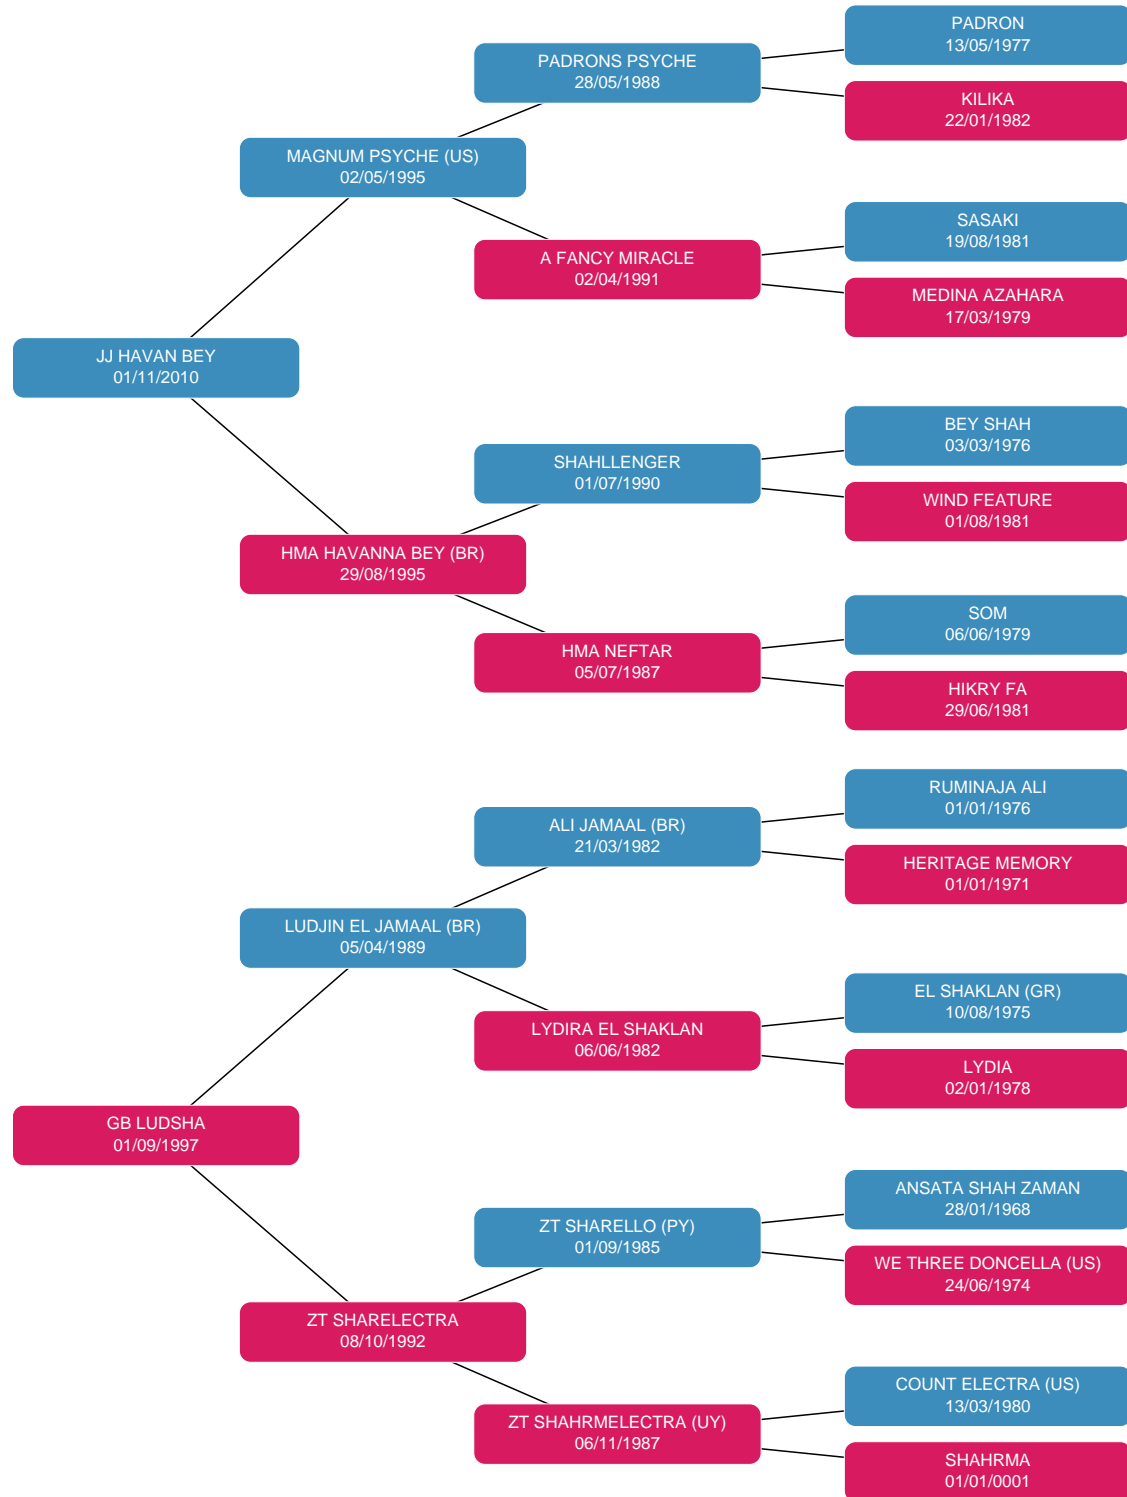 PADRON
13/05/1977
PADRONS PSYCHE
28/05/1988
KILIKA
22/01/1982
MAGNUM PSYCHE (US)
02/05/1995
SASAKI
19/08/1981
A FANCY MIRACLE
02/04/1991
MEDINA AZAHARA
17/03/1979
JJ HAVAN BEY
01/11/2010
BEY SHAH
03/03/1976
SHAHLLENGER
01/07/1990
WIND FEATURE
01/08/1981
HMA HAVANNA BEY (BR)
29/08/1995
SOM
06/06/1979
HMA NEFTAR
05/07/1987
HIKRY FA
29/06/1981
RUMINAJA ALI
01/01/1976
ALI JAMAAL (BR)
21/03/1982
HERITAGE MEMORY
01/01/1971
LUDJIN EL JAMAAL (BR)
05/04/1989
EL SHAKLAN (GR)
10/08/1975
LYDIRA EL SHAKLAN
06/06/1982
LYDIA
02/01/1978
GB LUDSHA
01/09/1997
ANSATA SHAH ZAMAN
28/01/1968
ZT SHARELLO (PY)
01/09/1985
WE THREE DONCELLA (US)
24/06/1974
ZT SHARELECTRA
08/10/1992
COUNT ELECTRA (US)
13/03/1980
ZT SHAHRMELECTRA (UY)
06/11/1987
SHAHRMA
01/01/0001